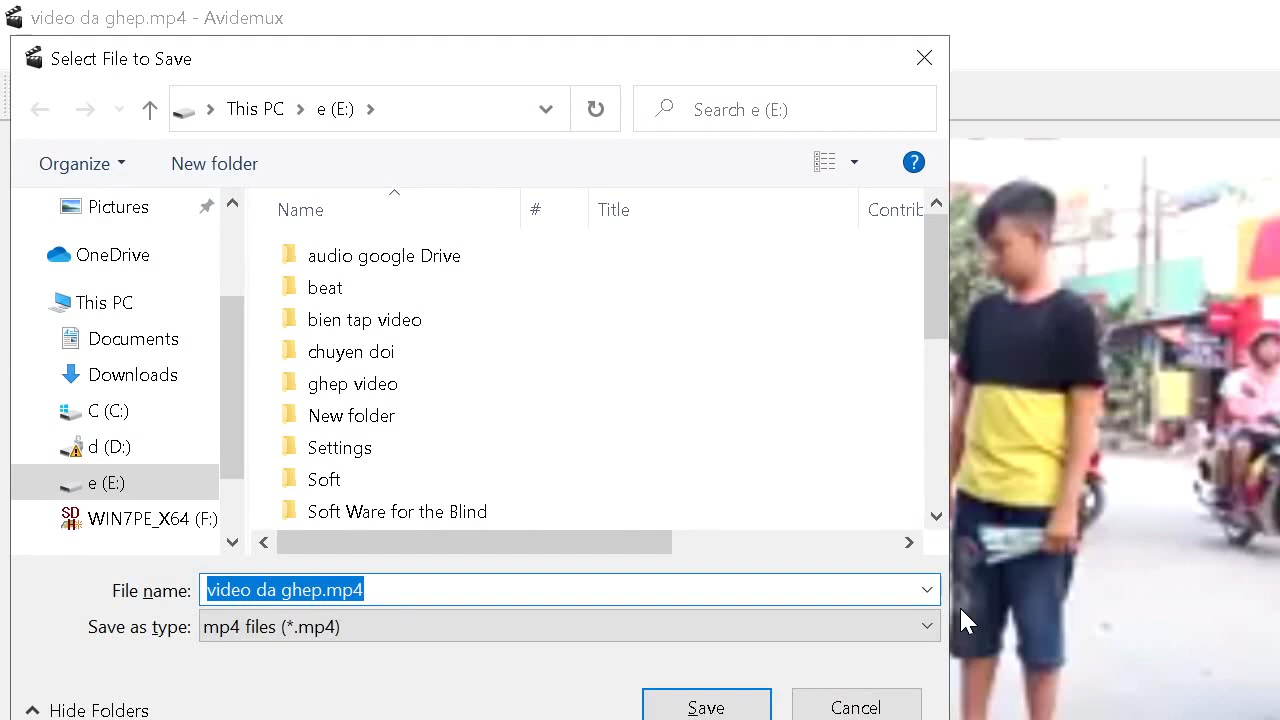 video da ghep.mp4 - Avidemux
Select File to Save
This PC
e (E:)
Search e (E:)
Organize
New folder
?
Pictures
OneDrive
This PC
Documents
Downloads
C (C:)
d (D:)
e (E:)
WIN7PE_X64 (F:)
Name
#
Title
Contrib
audio google Drive
beat
bien tap video
chuyen doi
ghep video
New folder
Settings
Soft
Soft Ware for the Blind
File name:
video da ghep.mp4
Save as type:
mp4 files (*.mp4)
Hide Folders
Save
Cancel